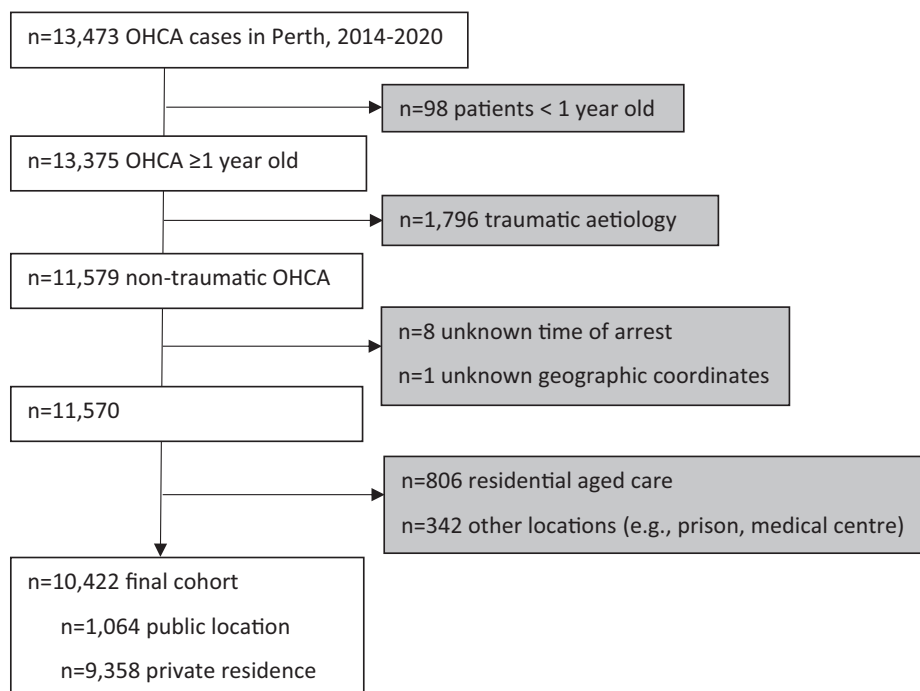 n=13,473 OHCA cases in Perth, 2014-2020
n=98 patients < 1 year old
n=13,375 OHCA ≥1 year old
n=1,796 traumatic aetiology
n=11,579 non-traumatic OHCA
n=8 unknown time of arrest
n=1 unknown geographic coordinates
n=11,570
n=806 residential aged care
n=342 other locations (e.g., prison, medical centre)
n=10,422 final cohort
n=1,064 public location
n=9,358 private residence